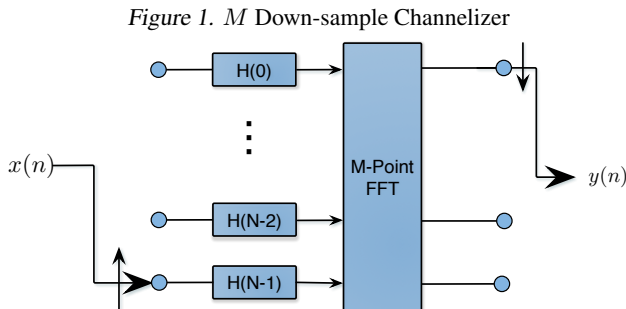 Figure 1. M Down-sample Channelizer
H(0)
x(n)
M-Point
FFT
y(n)
H(N-2)
H(N-1)